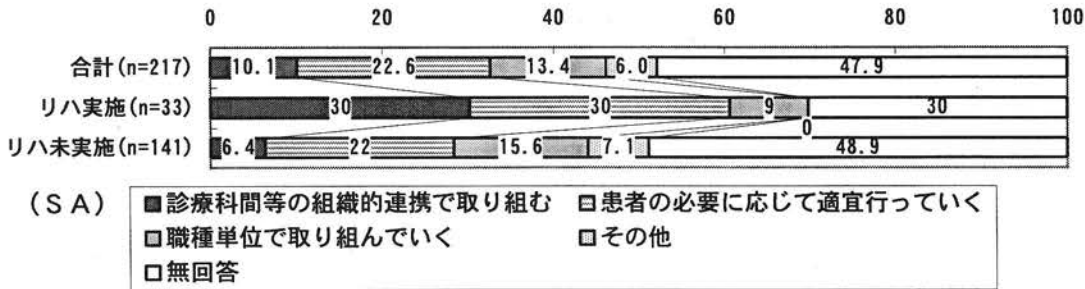 0 20 40 60 80 100
合計(n=217) 10.1 22.6 13.4 6.0 47.9
リハ実施(n=33) 30 30 9 0 30
リハ未実施(n=141) 6.4 22 15.6 7.1 48.9
(SA) 診療科間等の組織的連携で取り組む 患者の必要に応じて適宜行っていく
職種単位で取り組んでいく その他
無回答